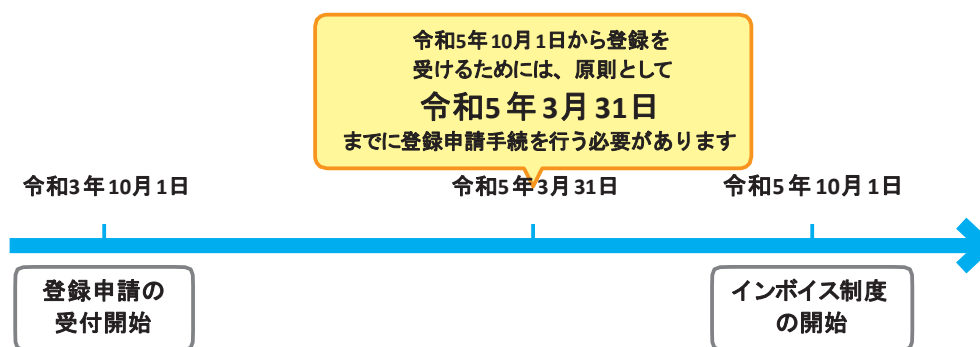 令和5年10月1日から登録を
受けるためには、原則として
令和5年3月31日
までに登録申請手続を行う必要があります
令和3年10月1日
令和5年3月31日
令和5年10月1日
登録申請の
受付開始
インボイス制度
の開始